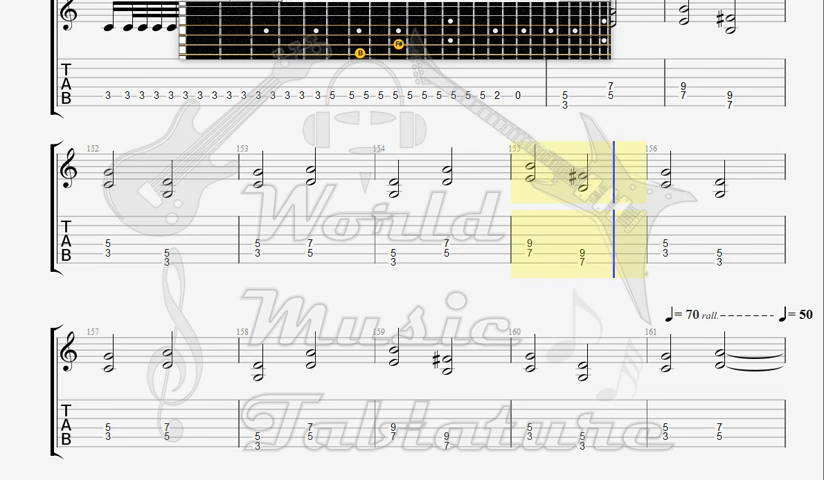 B F#
T
A
B
3 3 3 3 3 3 3 3 3 3 3 3 3 3 3 5 5 5 5 5 5 5 5 5 5 5 2 0 5 7 9 9
3 5 7 7
152 153 154 155 156
T
A
B
5 5 5 7 5 7 9 9 5 5
3 3 3 5 3 5 7 7 3 3
= 70 rall. = 50
157 158 159 160 161
T
A
B
5 7 5 7 9 9 5 5 5 7
3 5 3 5 7 7 3 3 3 5
World
Music
Tablature